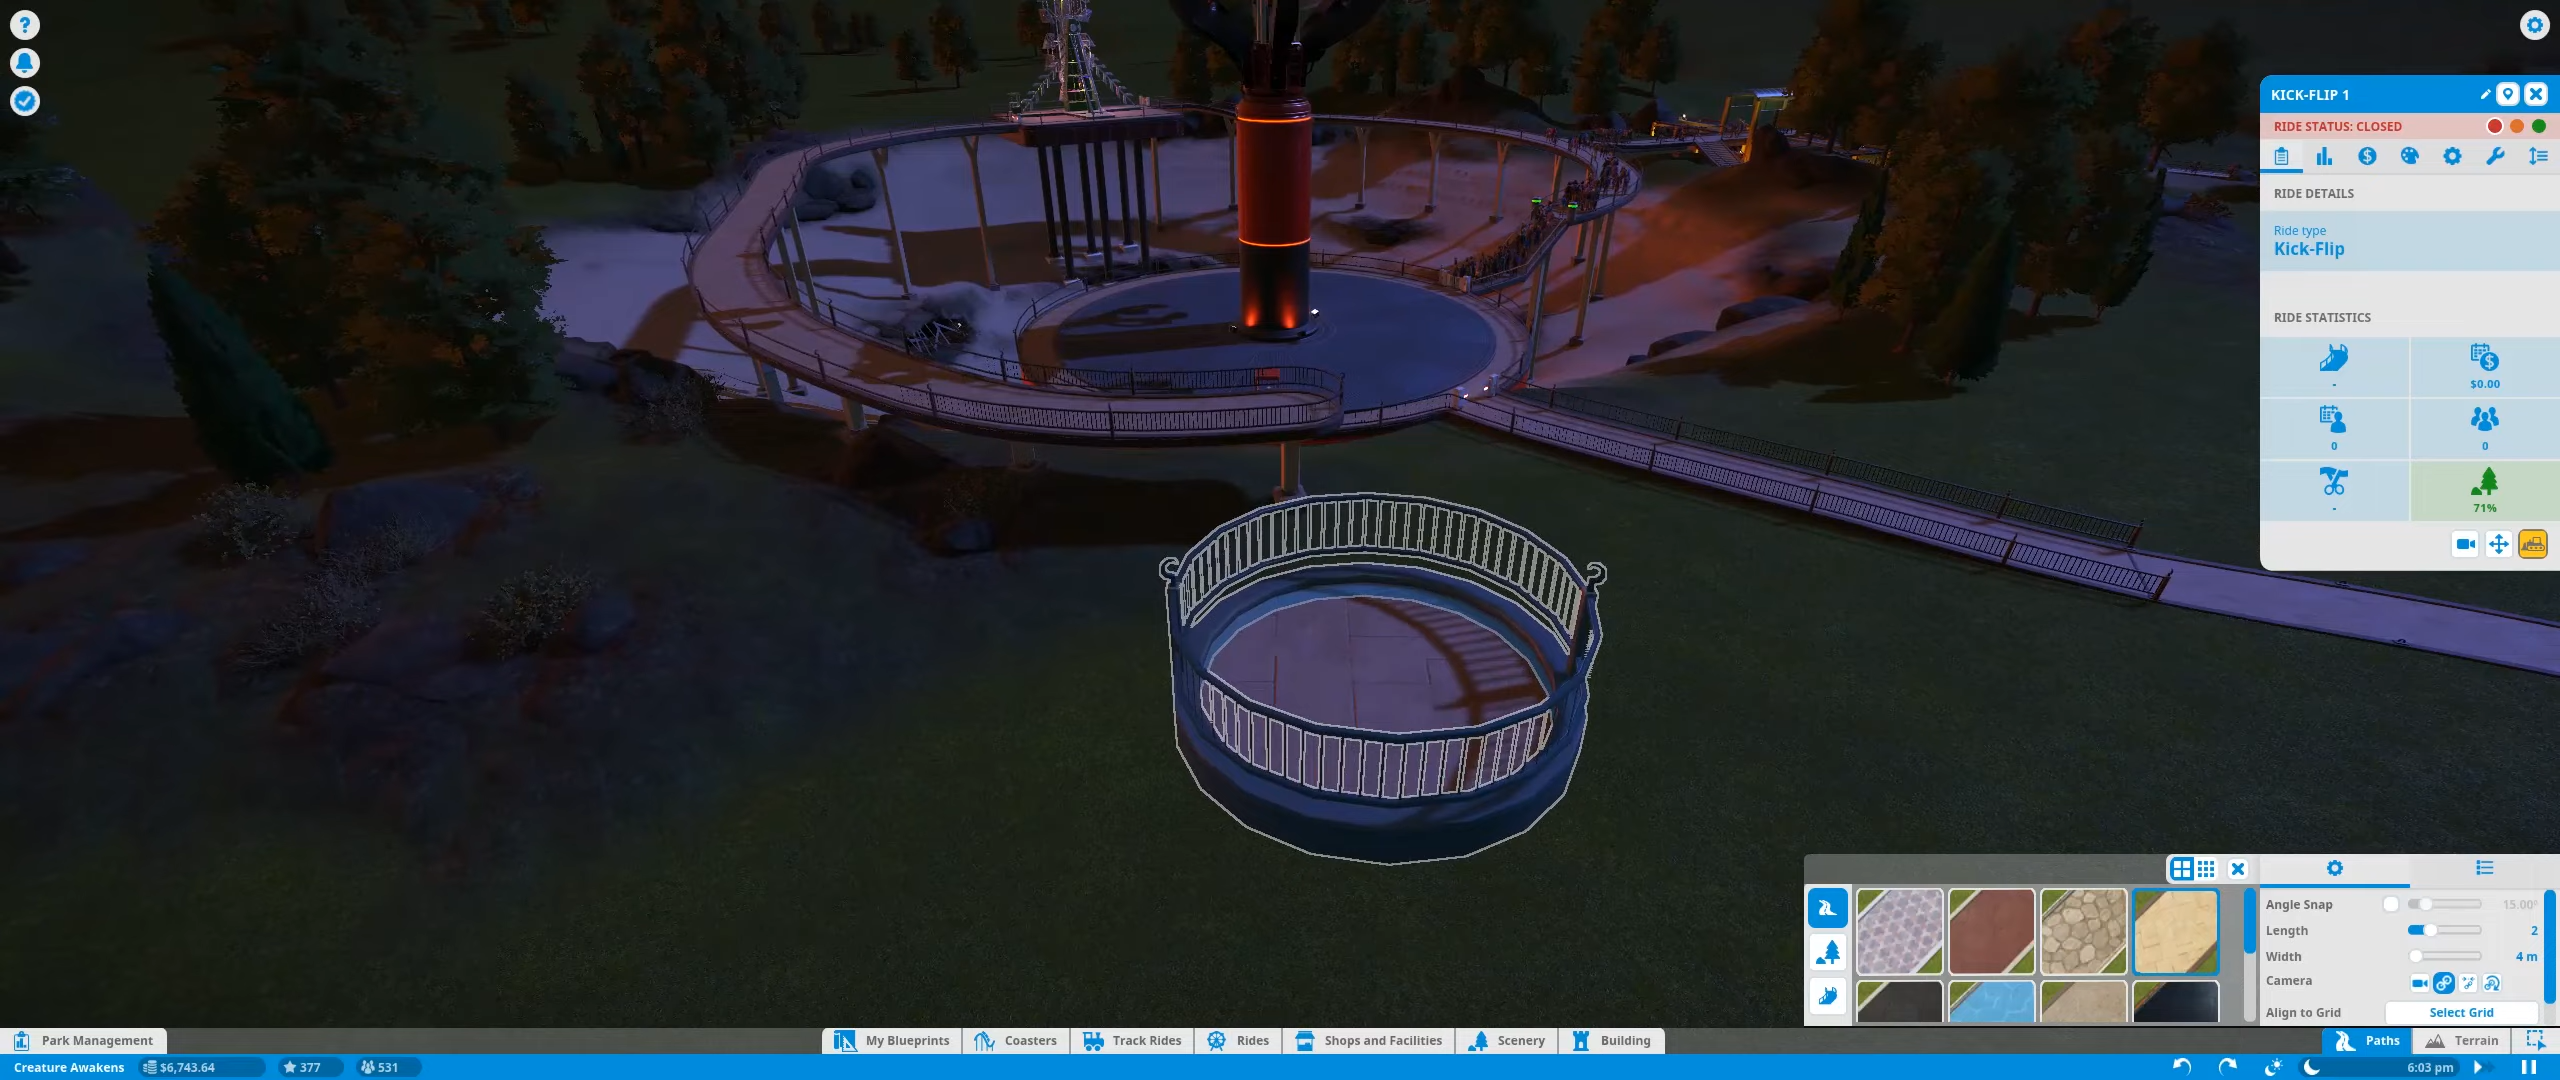 ?
KICK-FLIP 1
RIDE STATUS: CLOSED
RIDE DETAILS
Ride type
Kick-Flip
RIDE STATISTICS
-
$0.00
0
0
-
71%
Angle Snap
15.00°
Length
2
Width
4 m
Camera
Align to Grid
Select Grid
Park Management
My Blueprints
Coasters
Track Rides
Rides
Shops and Facilities
Scenery
Building
Paths
Terrain
Creature Awakens
$6,743.64
377
531
6:03 pm